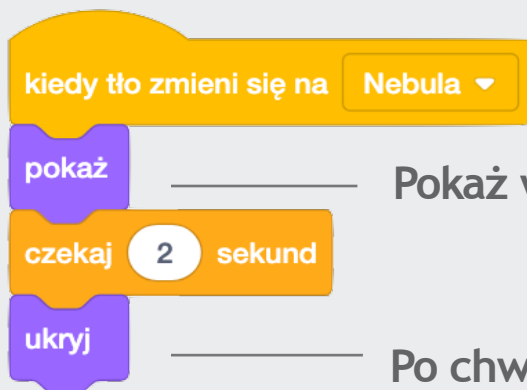 kiedy tło zmieni się na Nebula
pokaż
Pokaż
czekaj 2 sekund
ukryj
Po